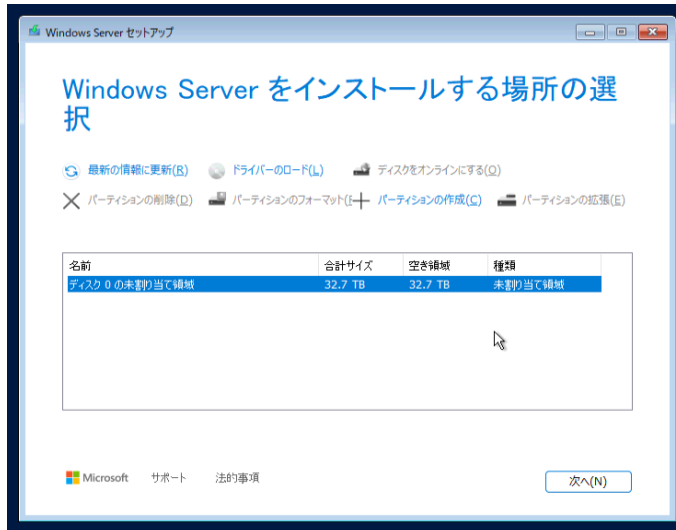 Windows Server セットアップ
Windows Server をインストールする場所の選
択
最新の情報に更新(R) ドライバーのロード(L) ディスクをオンラインにする(O)
パーティションの削除(D) パーティションのフォーマット(F パーティションの作成(C) パーティションの拡張(E)
名前 合計サイズ 空き領域 種類
ディスク 0 の未割り当て領域 32.7 TB 32.7 TB 未割り当て領域
Microsoft サポート 法的事項 次へ(N)